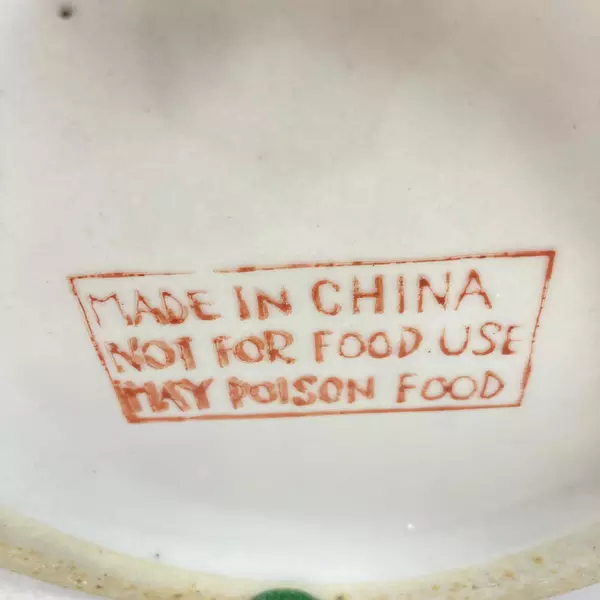 MADE IN CHINA
NOT FOR FOOD USE
MAY POISON FOOD